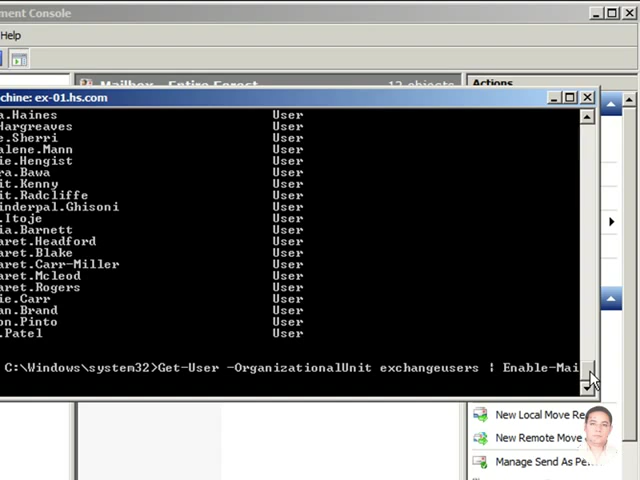 ment Console
Help
Mailbox - Entire Forest 12 objects
Actions
chine: ex-01.hs.com
a.Haines User
Hargreaves User
e.Sherri User
alene.Mann User
ie.Hengist User
ra.Bawa User
it.Kenny User
it.Radcliffe User
inderpal.Ghisoni User
.Itoje User
ia.Barnett User
aret.Headford User
aret.Blake User
aret.Carr-Miller User
aret.Mcleod User
aret.Rogers User
ie.Carr User
an.Brand User
on.Pinto User
.Patel User
C:\Windows\system32>Get-User -OrganizationalUnit exchangeusers | Enable-Mai
New Local Move Re
New Remote Move
Manage Send As Pe